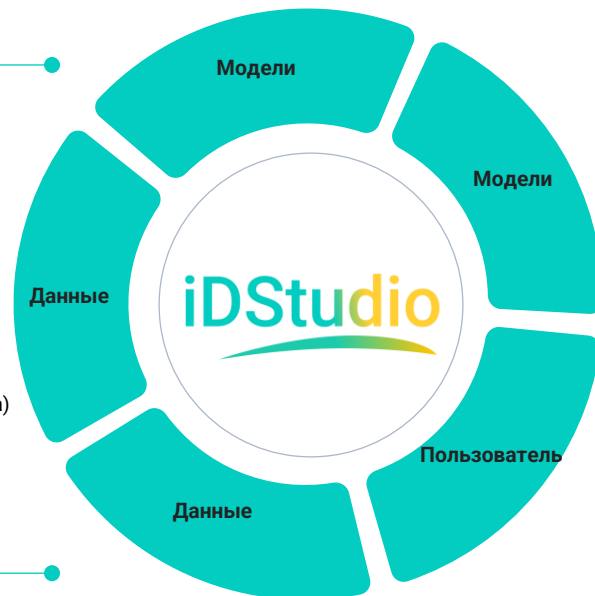 Модели
Модели
Данные
iDStudio
Пользователь
Данные